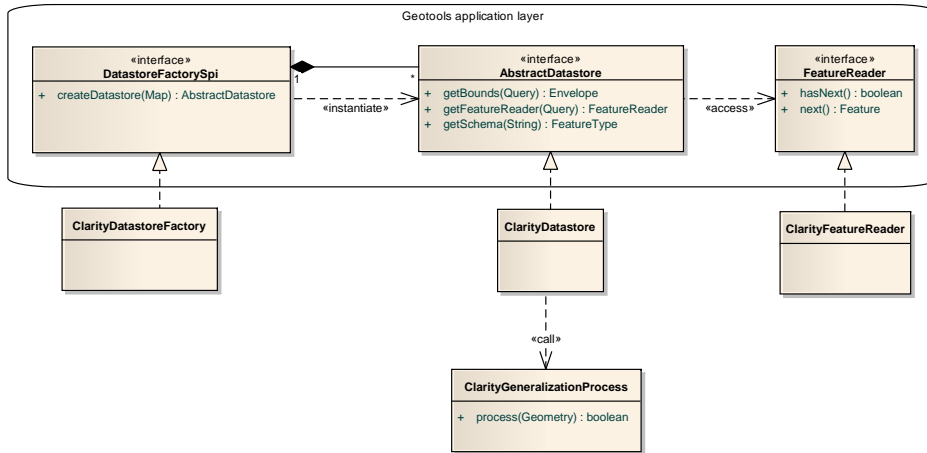 Geotools application layer
«interface»
DatastoreFactorySpi
+ createDatastore(Map) : AbstractDatastore
1
*
«instantiate»
«interface»
AbstractDatastore
+ getBounds(Query) : Envelope
+ getFeatureReader(Query) : FeatureReader
+ getSchema(String) : FeatureType
«access»
«interface»
FeatureReader
+ hasNext() : boolean
+ next() : Feature
ClarityDatastoreFactory
ClarityDatastore
ClarityFeatureReader
«call»
ClarityGeneralizationProcess
+ process(Geometry) : boolean